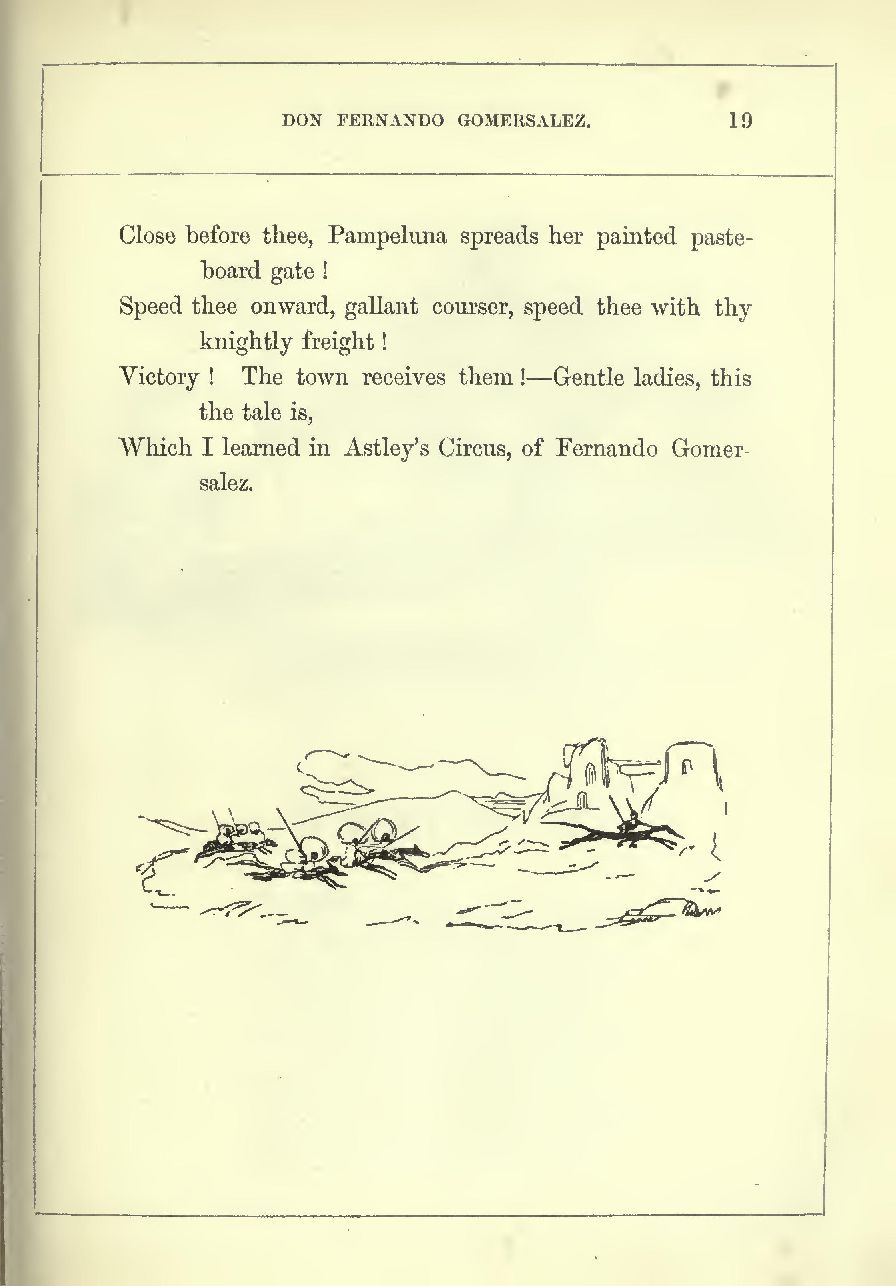 DON FERNANDO GOMERSALEZ. 19
Close before thee, Pampeluna spreads her painted paste-
board gate !
Speed thee onward, gallant courser, speed thee with thy
knightly freight !
Victory ! The town receives them !—Gentle ladies, this
the tale is,
Which I learned in Astley's Circus, of Fernando Gomer-
salez.